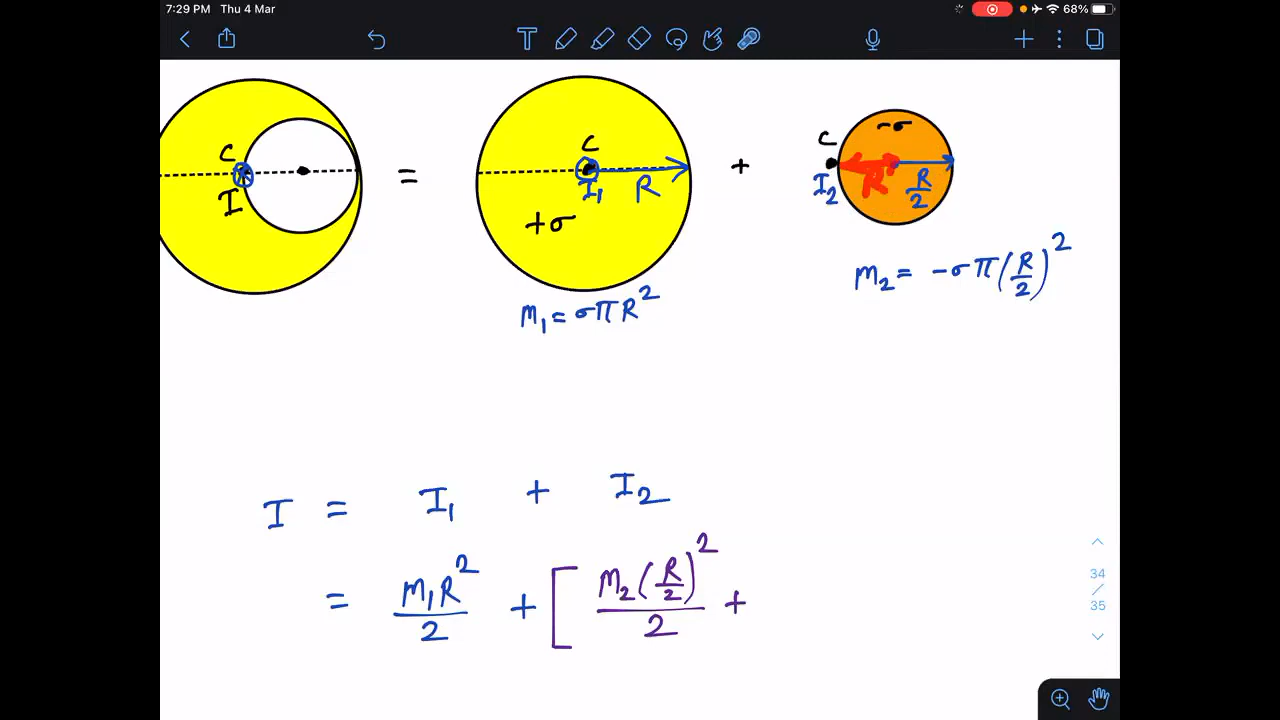 7:29 PM Thu 4 Mar 68%
C I
=
C I₁ R +σ
+
C I₂ -σ R R/2
m₁ = σπR²
m₂ = -σπ(R/2)²
I = I₁ + I₂
= m₁R²/2 + [ m₂(R/2)²/2 +
34
/
35